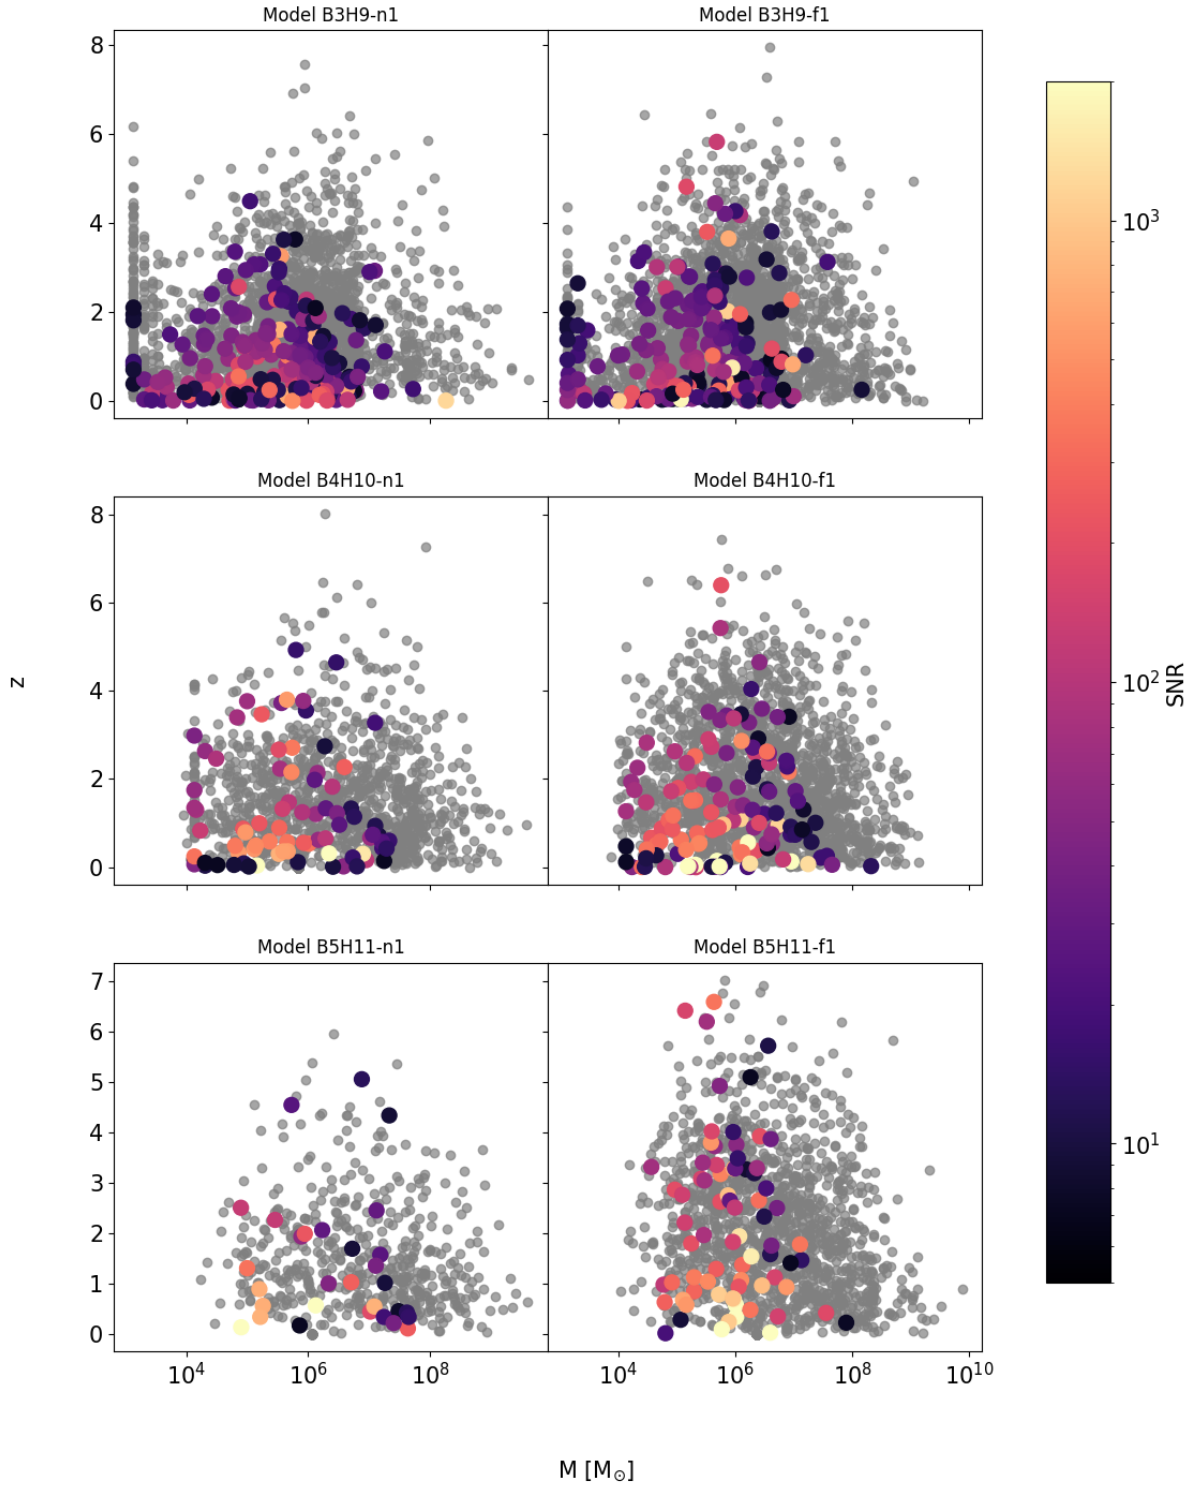 Model B3H9-n1
Model B3H9-f1
8
6
4
2
0
Model B4H10-n1
Model B4H10-f1
8
6
4
2
0
Model B5H11-n1
Model B5H11-f1
7
6
5
4
3
2
1
0
10⁴ 10⁶ 10⁸
10⁴ 10⁶ 10⁸ 10¹⁰
z
M [M☉]
10³
10²
10¹
SNR